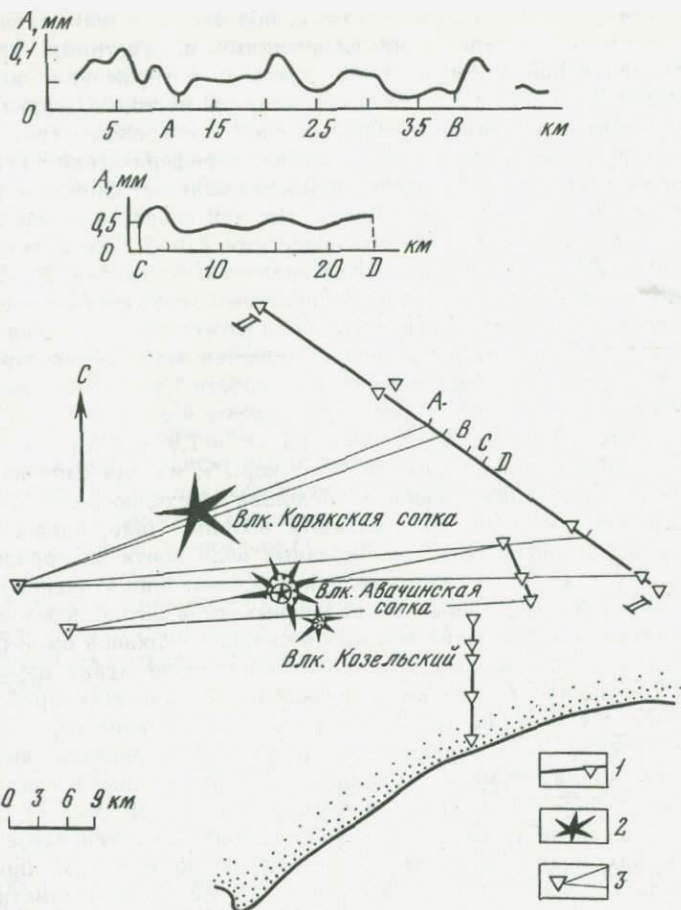 А, мм
0,1
0
5 А 15 25 35 В км
А, мм
0,5
0
С 10 20 D км
II
С
А
В
С
D
Влк. Корякская сопка
Влк. Авачинская сопка
II
Влк. Козельский
0 3 6 9 км
1
2
3